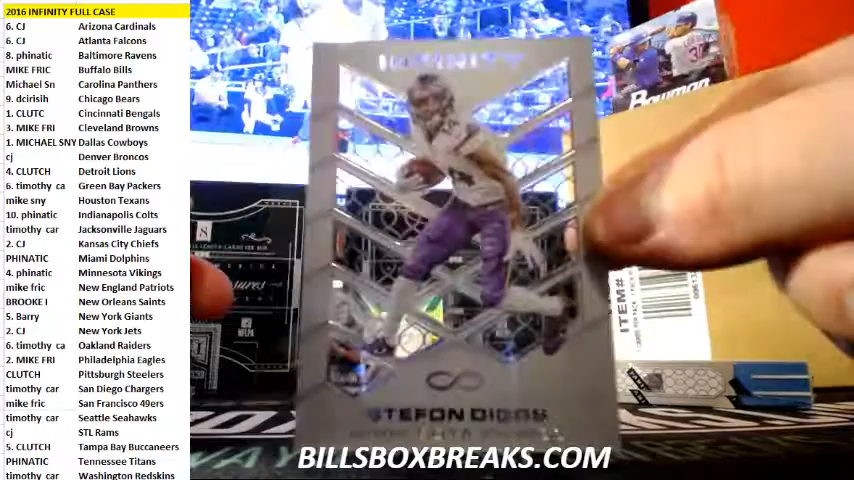 2016 INFINITY FULL CASE
6. CJ Arizona Cardinals
6. CJ Atlanta Falcons
8. phinatic Baltimore Ravens
MIKE FRIC Buffalo Bills
Michael Sn Carolina Panthers
9. dcirisih Chicago Bears
1. CLUTC Cincinnati Bengals
3. MIKE FRI Cleveland Browns
1. MICHAEL SNY Dallas Cowboys
cj Denver Broncos
4. CLUTCH Detroit Lions
6. timothy ca Green Bay Packers
mike sny Houston Texans
10. phinatic Indianapolis Colts
timothy car Jacksonville Jaguars
2. CJ Kansas City Chiefs
PHINATIC Miami Dolphins
4. phinatic Minnesota Vikings
mike fric New England Patriots
BROOKE I New Orleans Saints
5. Barry New York Giants
2. CJ New York Jets
6. timothy ca Oakland Raiders
2. MIKE FRI Philadelphia Eagles
CLUTCH Pittsburgh Steelers
timothy car San Diego Chargers
mike fric San Francisco 49ers
timothy car Seattle Seahawks
cj STL Rams
5. CLUTCH Tampa Bay Buccaneers
PHINATIC Tennessee Titans
timothy car Washington Redskins
INFINITY
STEFON DIGGS
Bowman
ITEM#
NFLPA
BILLSBOXBREAKS.COM